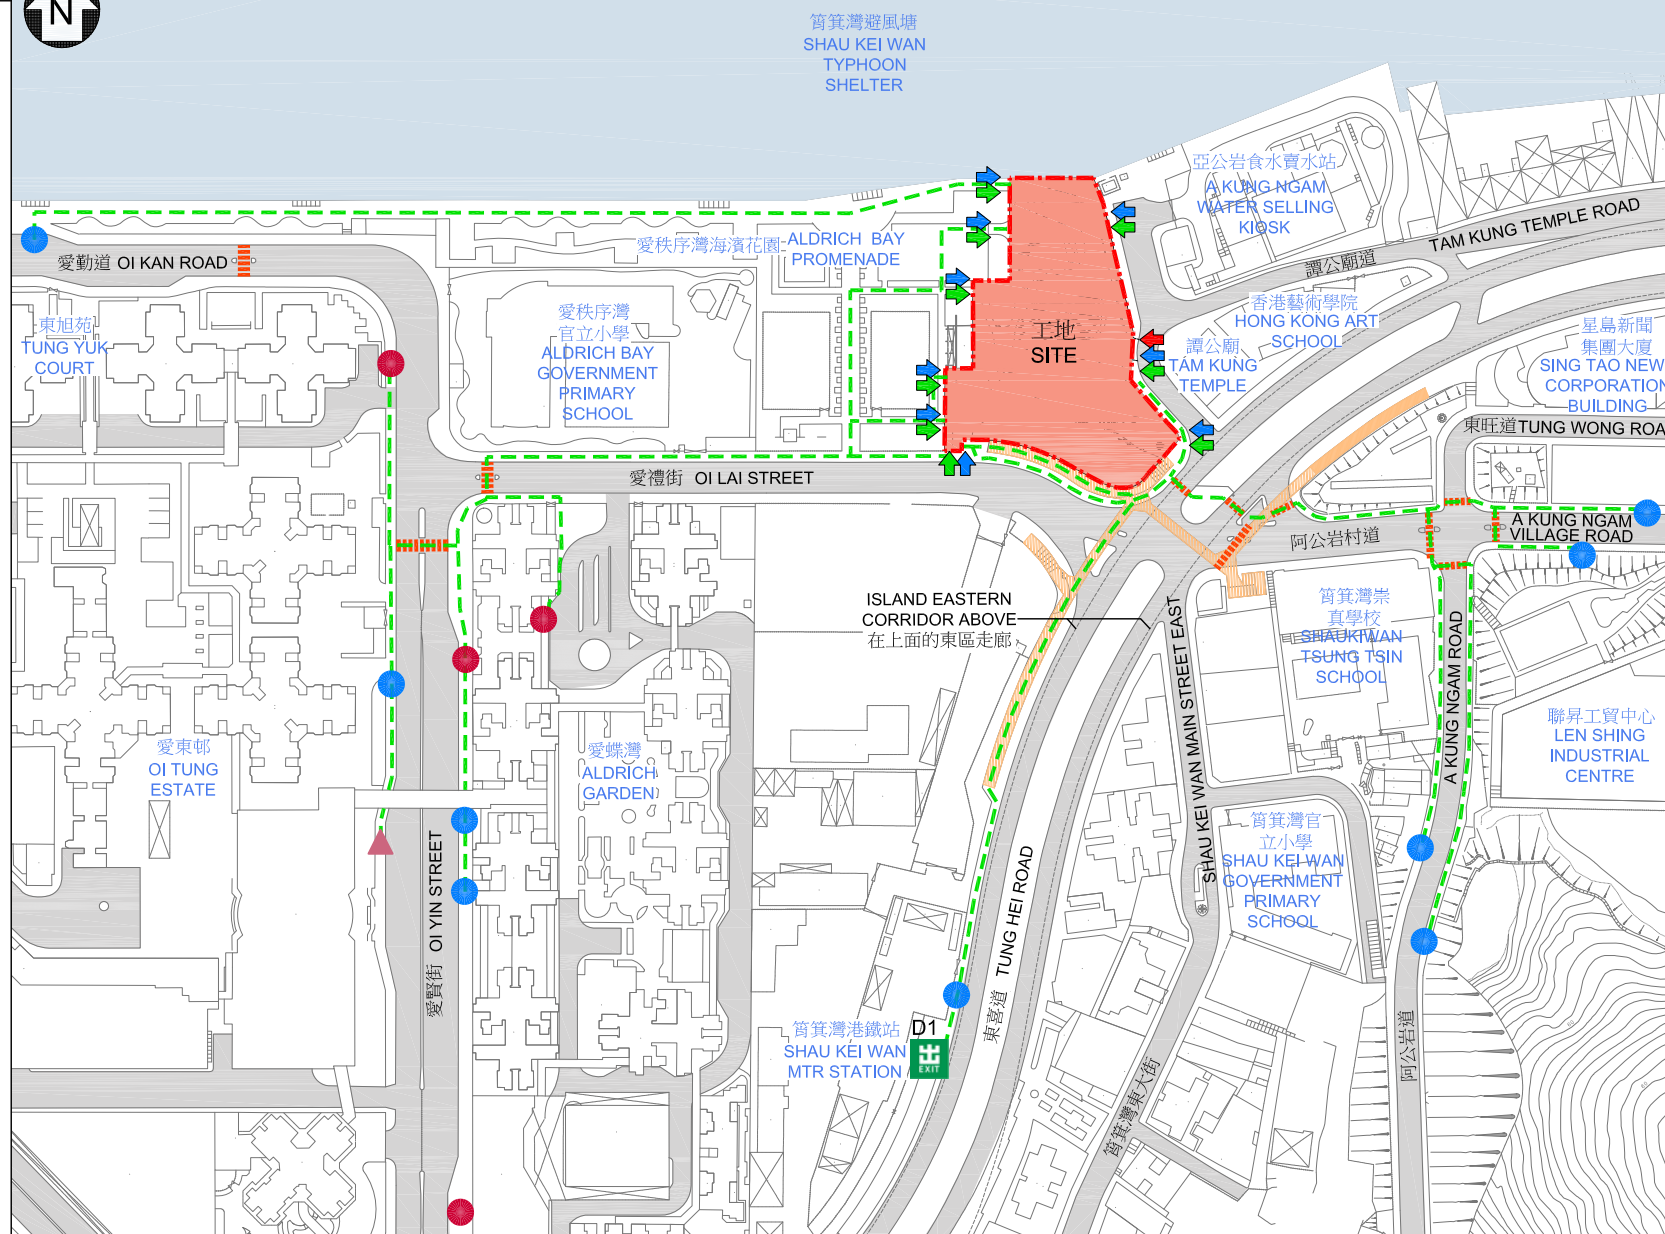 N
筲箕灣避風塘
SHAU KEI WAN
TYPHOON
SHELTER
亞公岩食水賣水站
A KUNG NGAM
WATER SELLING
KIOSK
愛秩序灣海濱花園
ALDRICH BAY
PROMENADE
愛勤道 OI KAN ROAD
TAM KUNG TEMPLE ROAD
譚公廟道
香港藝術學院
HONG KONG ART
SCHOOL
東旭苑
TUNG YUK
COURT
愛秩序灣
官立小學
ALDRICH BAY
GOVERNMENT
PRIMARY
SCHOOL
工地
SITE
譚公廟
TAM KUNG
TEMPLE
星島新聞
集團大廈
SING TAO NEW
CORPORATION
BUILDING
東旺道 TUNG WONG ROA
愛禮街 OI LAI STREET
阿公岩村道
A KUNG NGAM
VILLAGE ROAD
ISLAND EASTERN
CORRIDOR ABOVE
在上面的東區走廊
筲箕灣崇
真學校
SHAUKIWAN
TSUNG TSIN
SCHOOL
SHAU KEI WAN MAIN STREET EAST
A KUNG NGAM ROAD
聯昇工貿中心
LEN SHING
INDUSTRIAL
CENTRE
愛東邨
OI TUNG
ESTATE
愛蝶灣
ALDRICH
GARDEN
筲箕灣官
立小學
SHAU KEI WAN
GOVERNMENT
PRIMARY
SCHOOL
愛賢街 OI YIN STREET
東喜道 TUNG HEI ROAD
筲箕灣港鐵站
SHAU KEI WAN
MTR STATION
D1
出
EXIT
阿公岩道
筲箕灣東大街